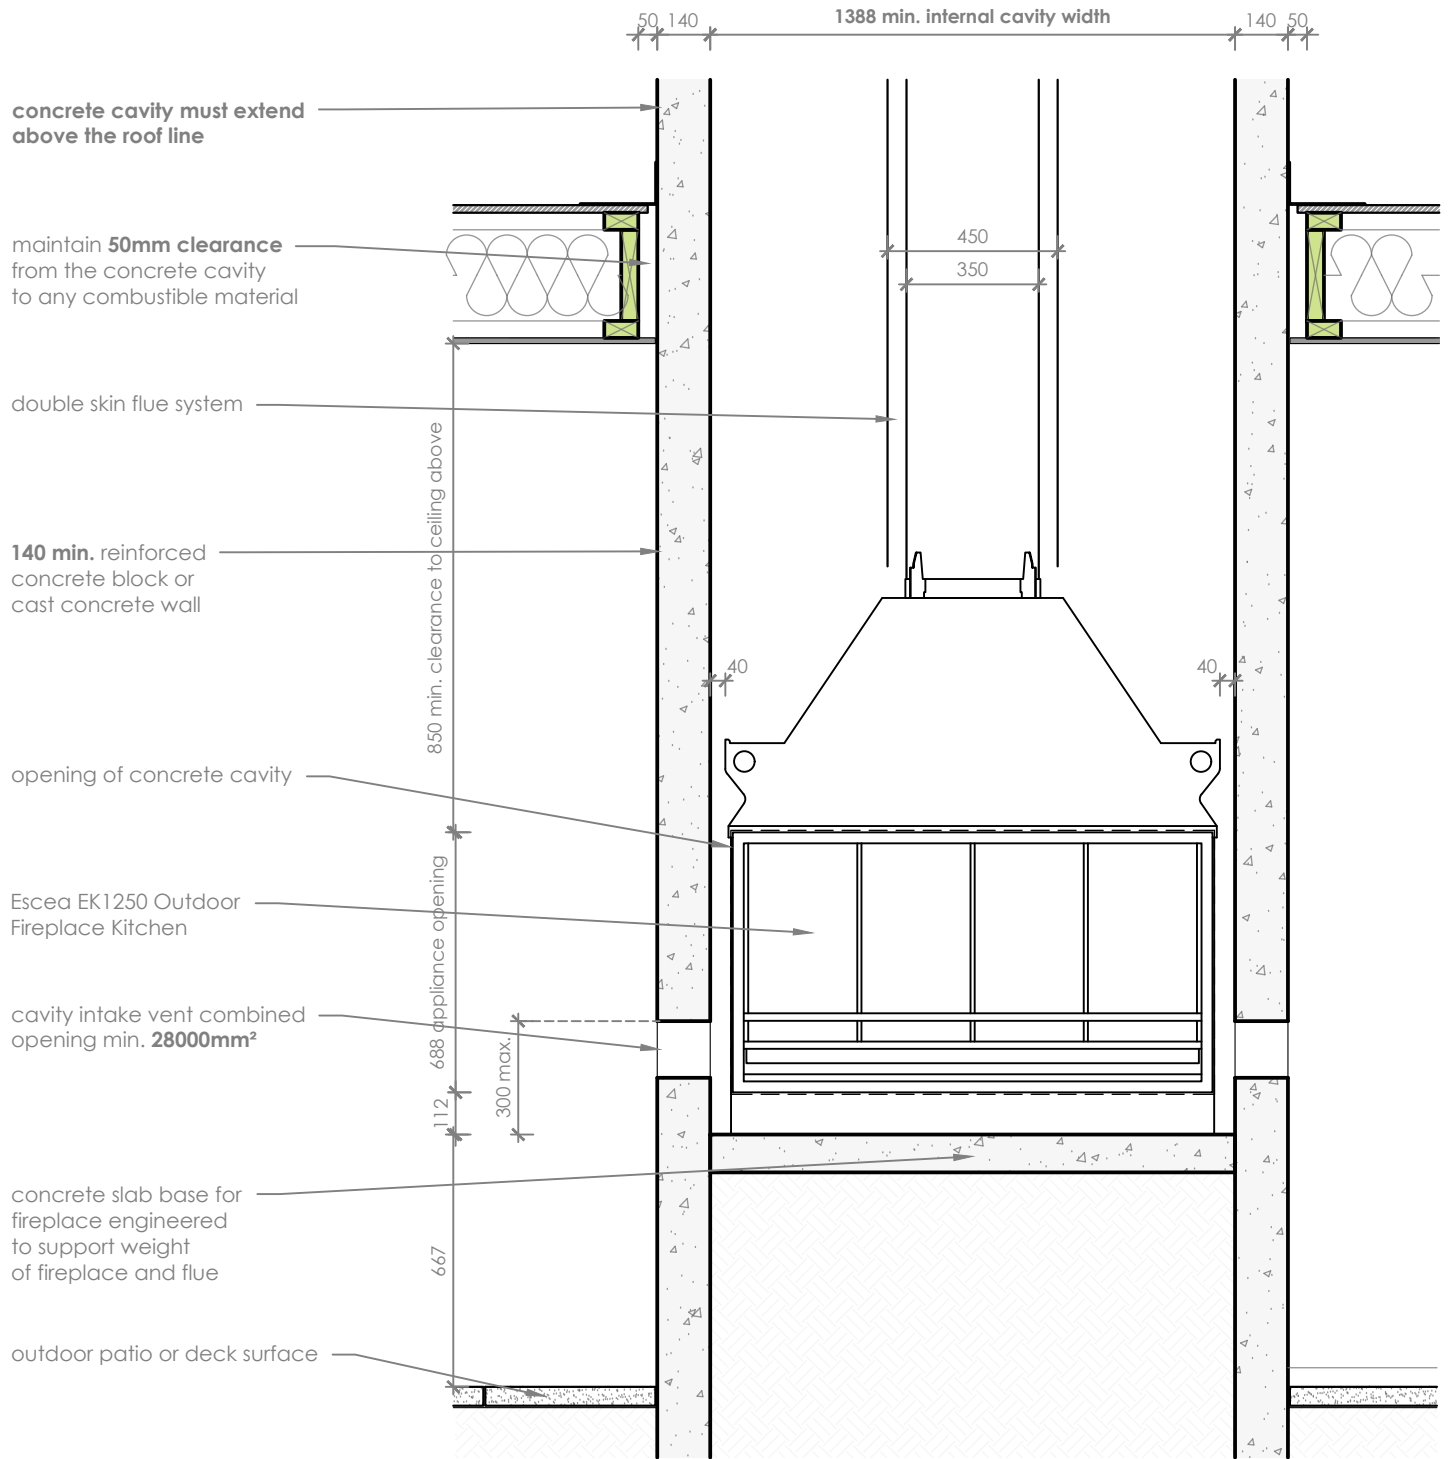 50 140 1388 min. internal cavity width 140 50
concrete cavity must extend
above the roof line
maintain 50mm clearance
from the concrete cavity
to any combustible material
450
350
double skin flue system
850 min. clearance to ceiling above
140 min. reinforced
concrete block or
cast concrete wall
40 40
opening of concrete cavity
688 appliance opening
Escea EK1250 Outdoor
Fireplace Kitchen
cavity intake vent combined
opening min. 28000mm²
300 max.
112
concrete slab base for
fireplace engineered
to support weight
of fireplace and flue
667
outdoor patio or deck surface